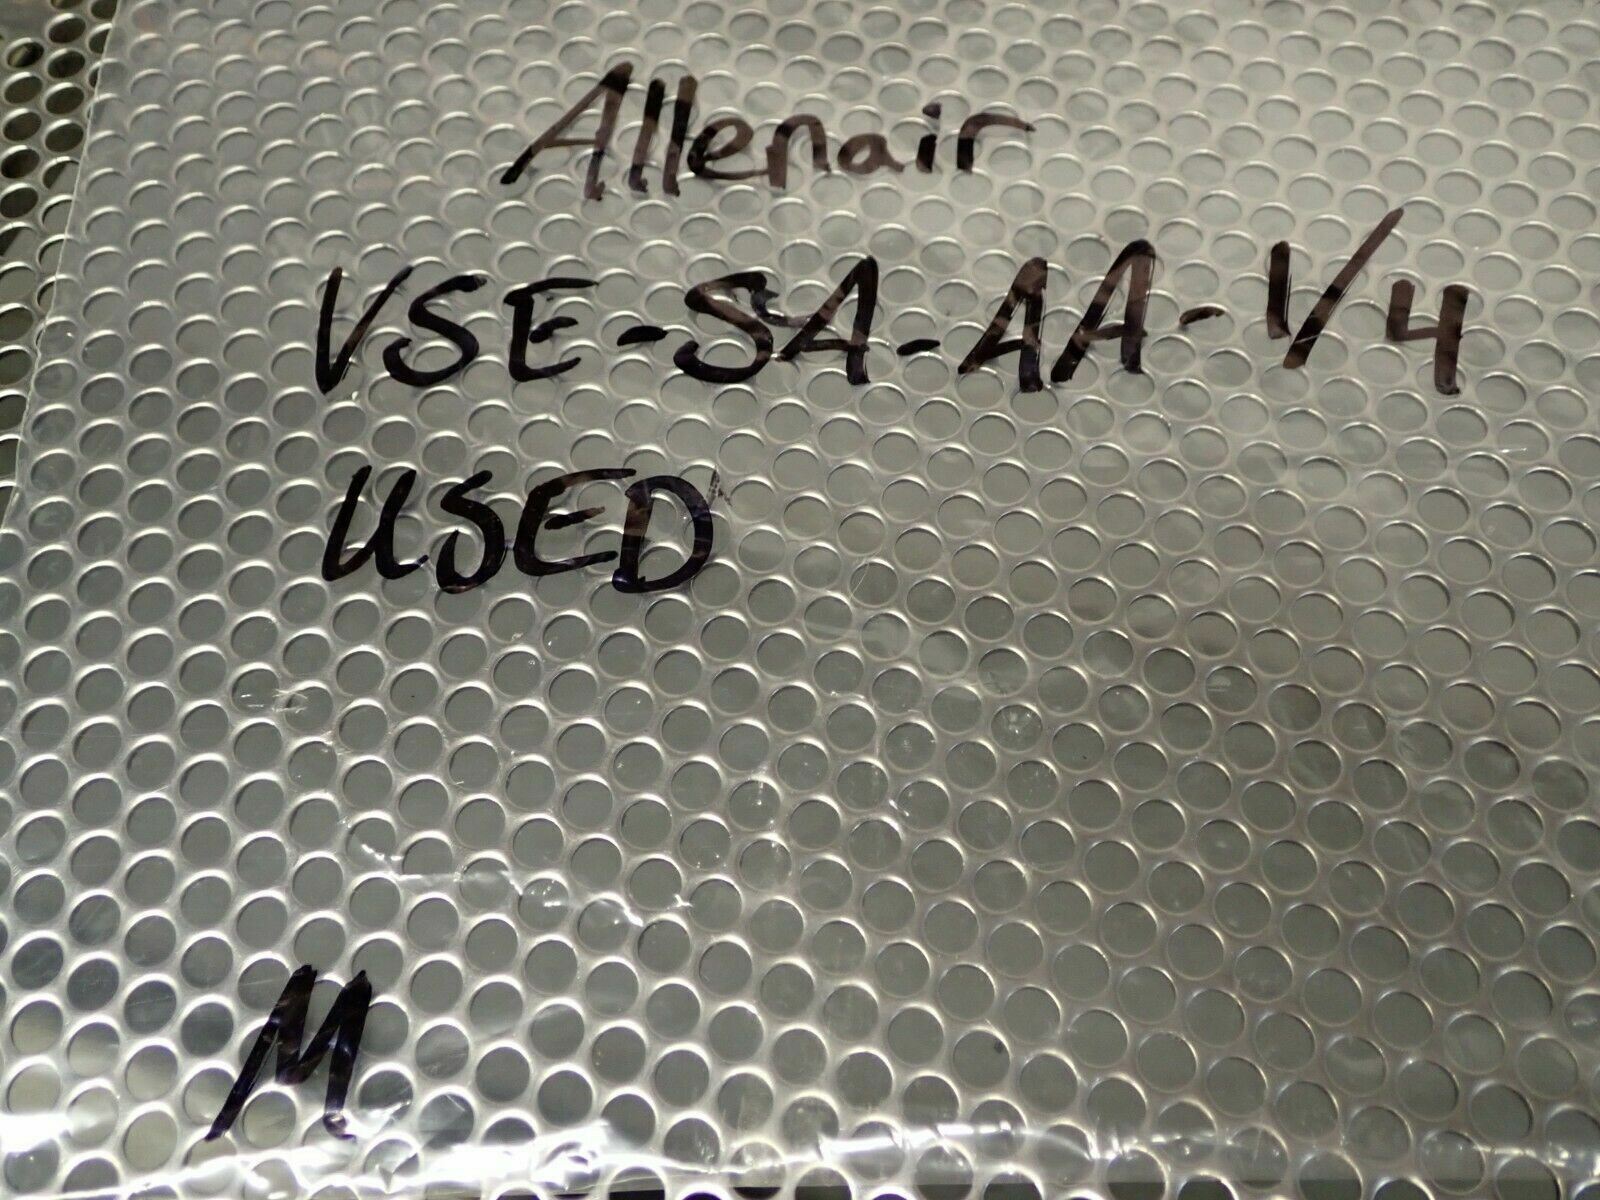 Allenair
VSE-SA-AA-1/4
USED
M